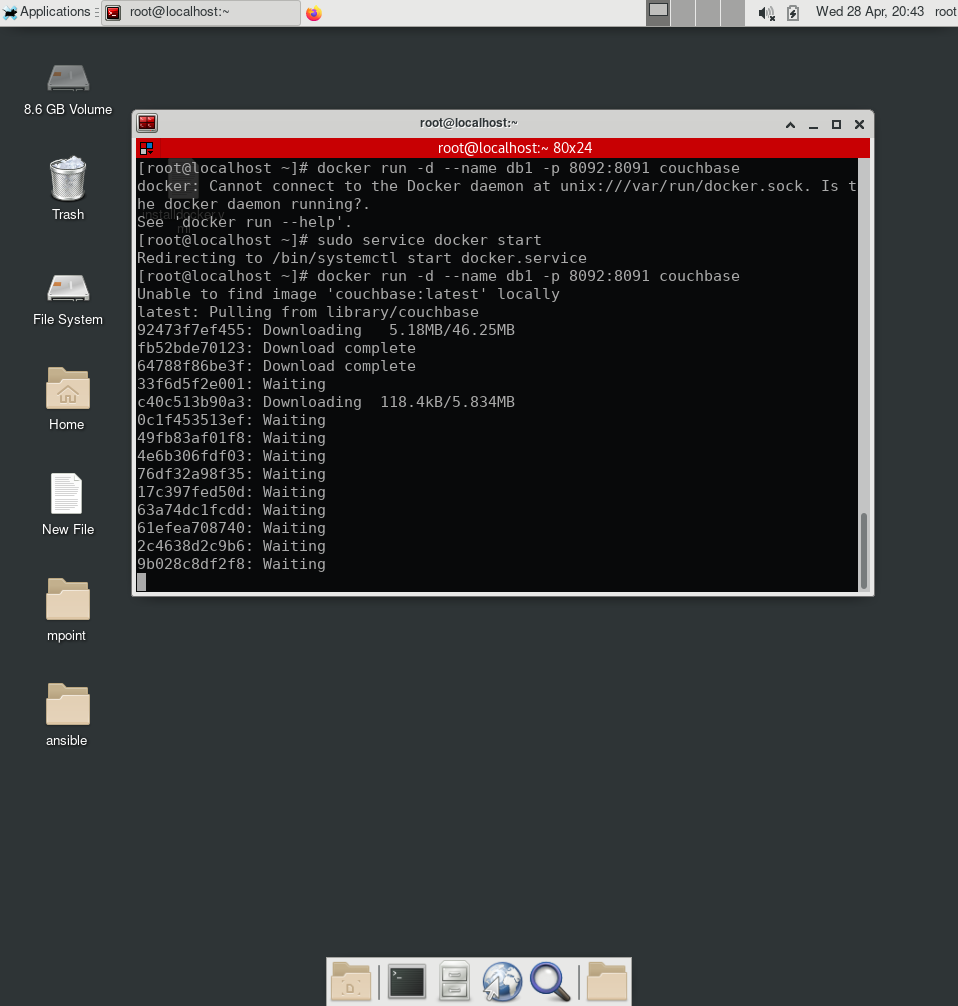 Applications
root@localhost:~
Wed 28 Apr, 20:43
root
8.6 GB Volume
Trash
File System
Home
New File
mpoint
ansible
root@localhost:~
root@localhost:~ 80x24
[root@localhost ~]# docker run -d --name db1 -p 8092:8091 couchbase
docker: Cannot connect to the Docker daemon at unix:///var/run/docker.sock. Is t
he docker daemon running?.
See 'docker run --help'.
[root@localhost ~]# sudo service docker start
Redirecting to /bin/systemctl start docker.service
[root@localhost ~]# docker run -d --name db1 -p 8092:8091 couchbase
Unable to find image 'couchbase:latest' locally
latest: Pulling from library/couchbase
92473f7ef455: Downloading   5.18MB/46.25MB
fb52bde70123: Download complete
64788f86be3f: Download complete
33f6d5f2e001: Waiting
c40c513b90a3: Downloading  118.4kB/5.834MB
0c1f453513ef: Waiting
49fb83af01f8: Waiting
4e6b306fdf03: Waiting
76df32a98f35: Waiting
17c397fed50d: Waiting
63a74dc1fcdd: Waiting
61efea708740: Waiting
2c4638d2c9b6: Waiting
9b028c8df2f8: Waiting
installdocker.y
ml